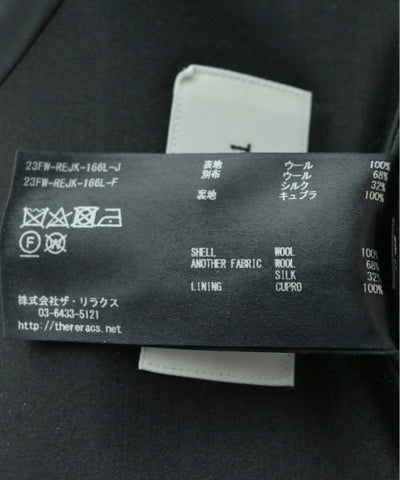 23FW-REJK-166L-J
23FW-REJK-166L-F
表地 ウール 100%
別布 ウール 68%
シルク 32%
裏地 キュプラ 100%
F W
SHELL WOOL 100%
ANOTHER FABRIC WOOL 68%
SILK 32%
LINING CUPRO 100%
株式会社ザ・リラクス
03-6433-5121
http://thereracs.net